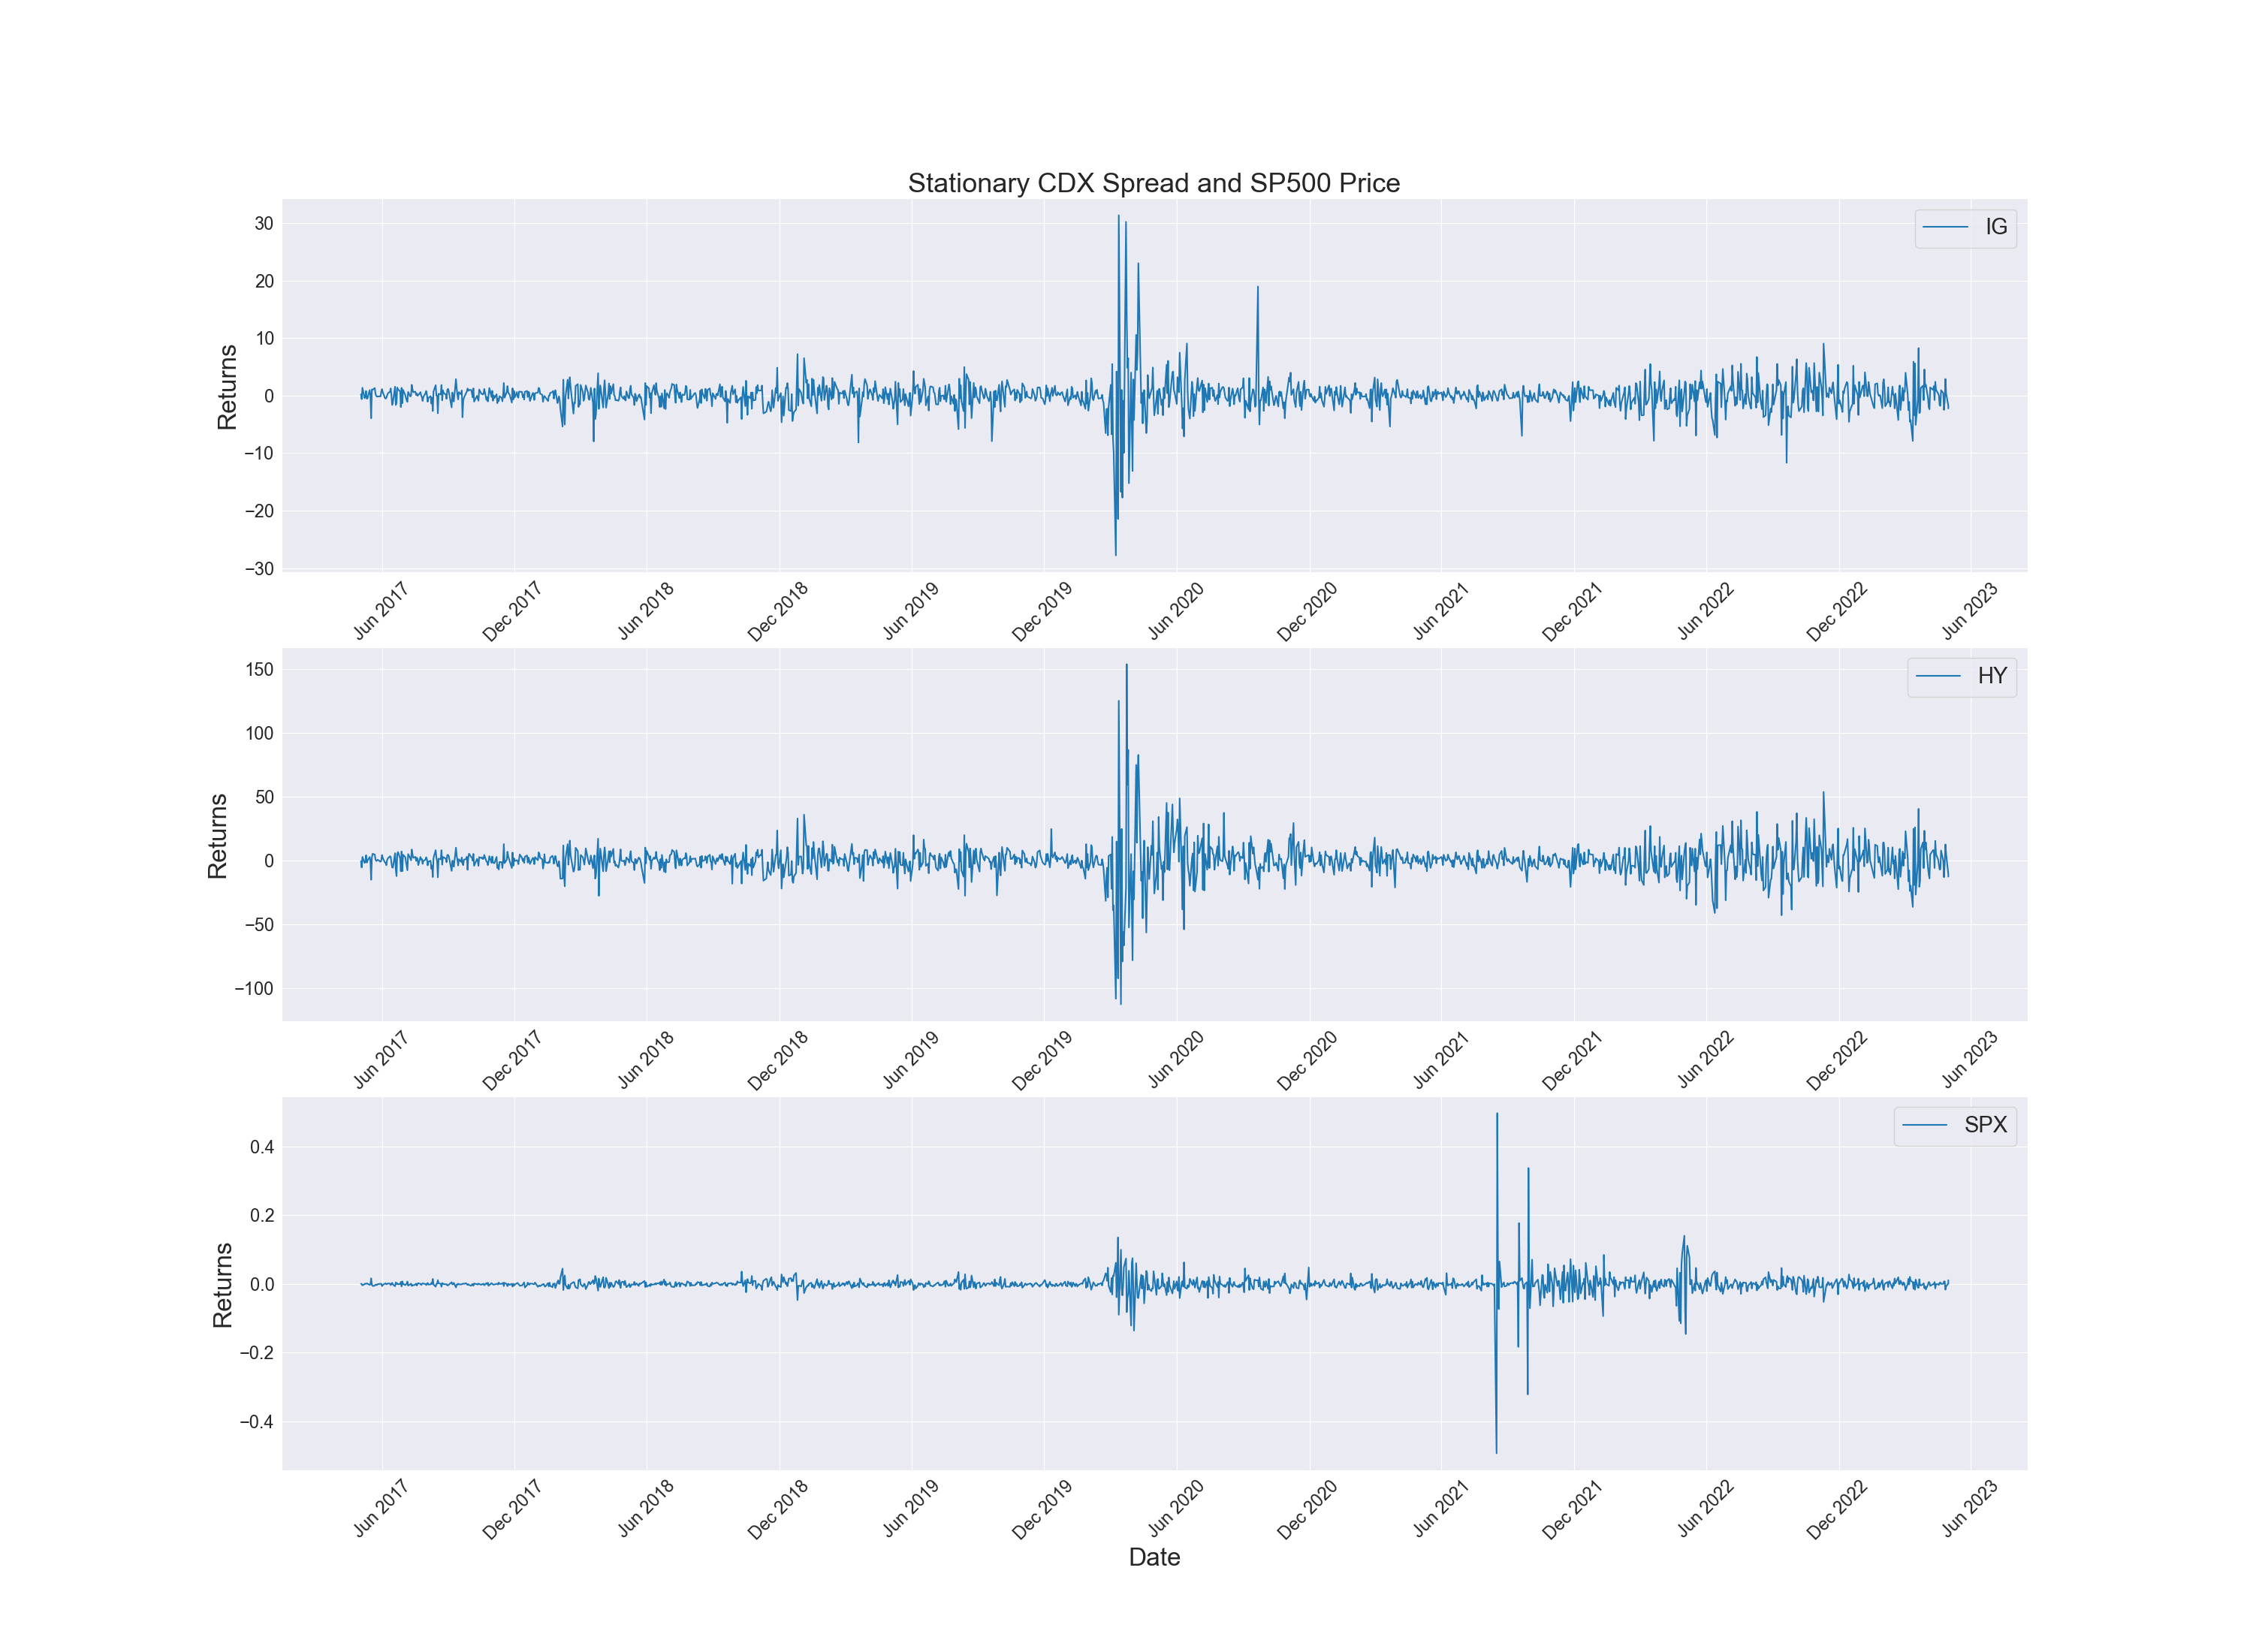 Stationary CDX Spread and SP500 Price
IG
Returns
30
20
10
0
−10
−20
−30
Jun 2017 Dec 2017 Jun 2018 Dec 2018 Jun 2019 Dec 2019 Jun 2020 Dec 2020 Jun 2021 Dec 2021 Jun 2022 Dec 2022 Jun 2023
HY
Returns
150
100
50
0
−50
−100
Jun 2017 Dec 2017 Jun 2018 Dec 2018 Jun 2019 Dec 2019 Jun 2020 Dec 2020 Jun 2021 Dec 2021 Jun 2022 Dec 2022 Jun 2023
SPX
Returns
0.4
0.2
0.0
−0.2
−0.4
Jun 2017 Dec 2017 Jun 2018 Dec 2018 Jun 2019 Dec 2019 Jun 2020 Dec 2020 Jun 2021 Dec 2021 Jun 2022 Dec 2022 Jun 2023
Date